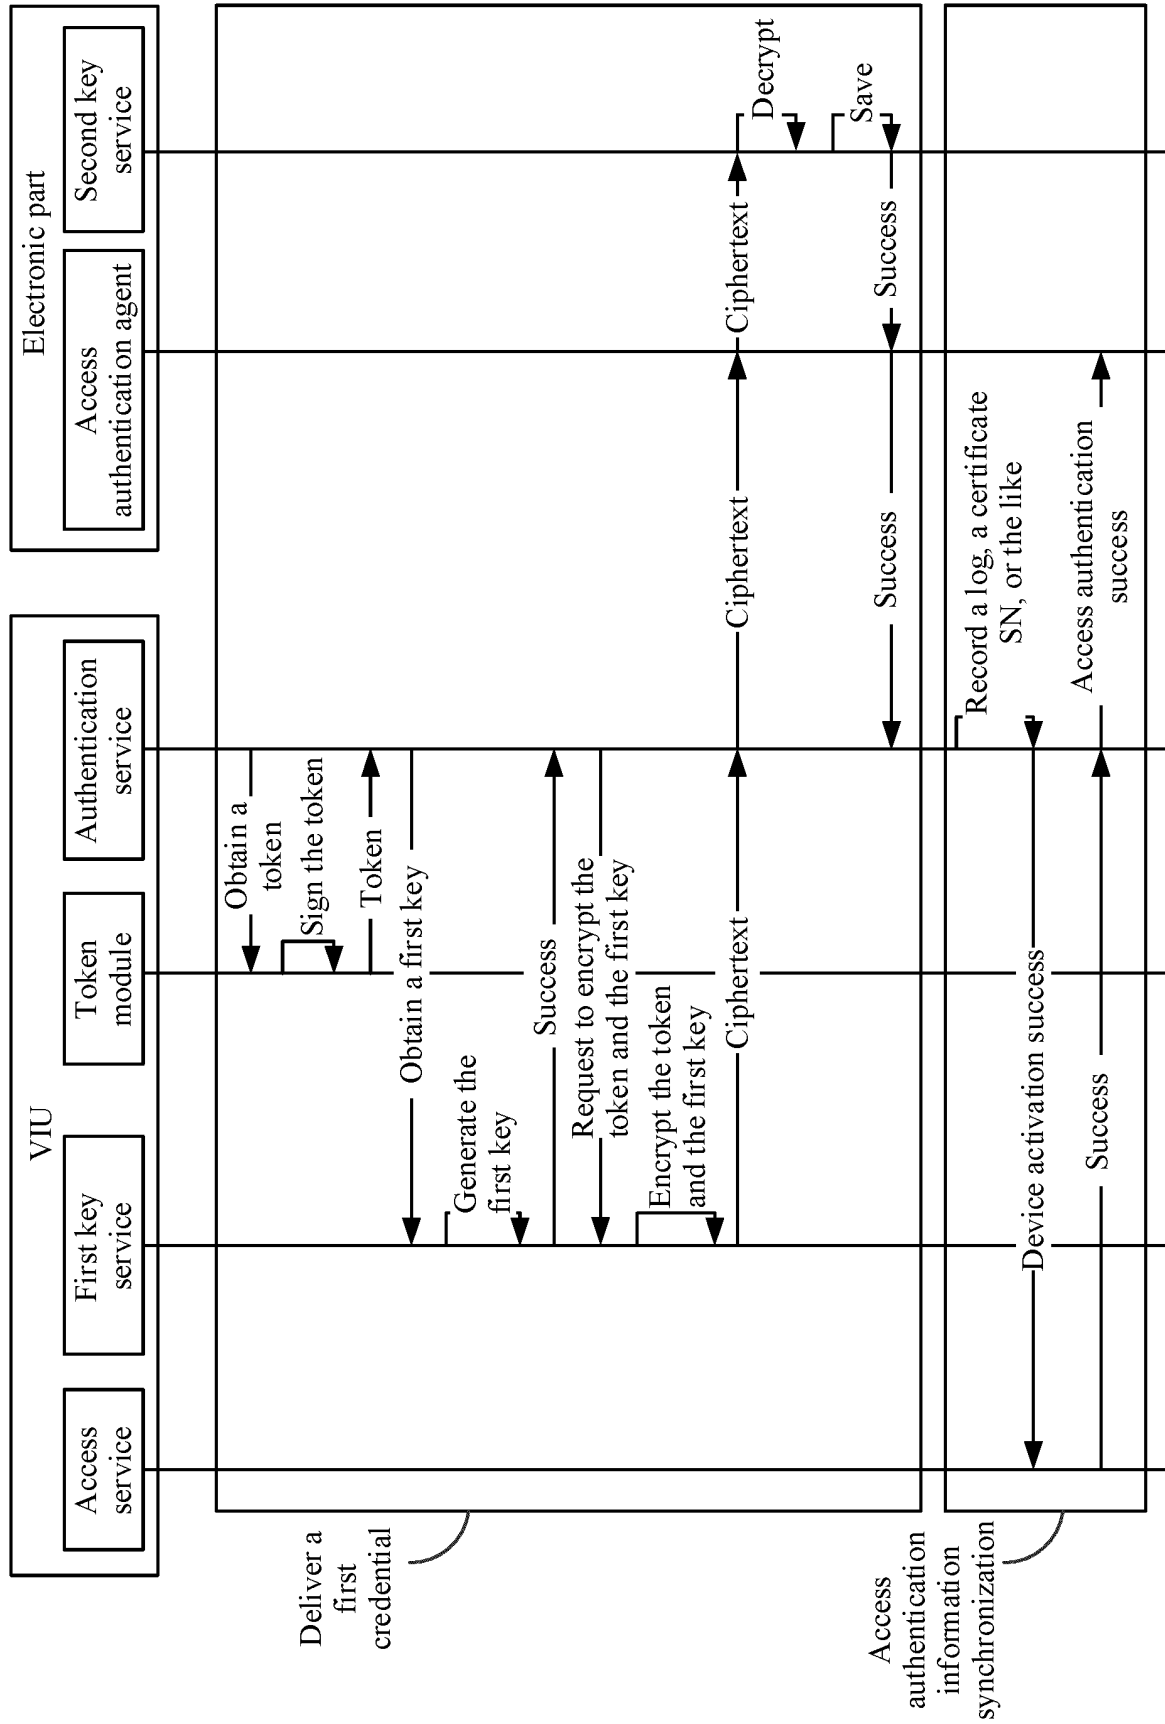 VIU
Electronic part
Access
service
First key
service
Token
module
Authentication
service
Access
authentication agent
Second key
service
Deliver a
first
credential
Obtain a
token
Sign the token
Token
Obtain a first key
Generate the
first key
Success
Request to encrypt the
token and the first key
Encrypt the token
and the first key
Ciphertext
Ciphertext
Ciphertext
Decrypt
Save
Success
Success
Access
authentication
information
synchronization
Record a log, a certificate
SN, or the like
Device activation success
Success
Access authentication
success